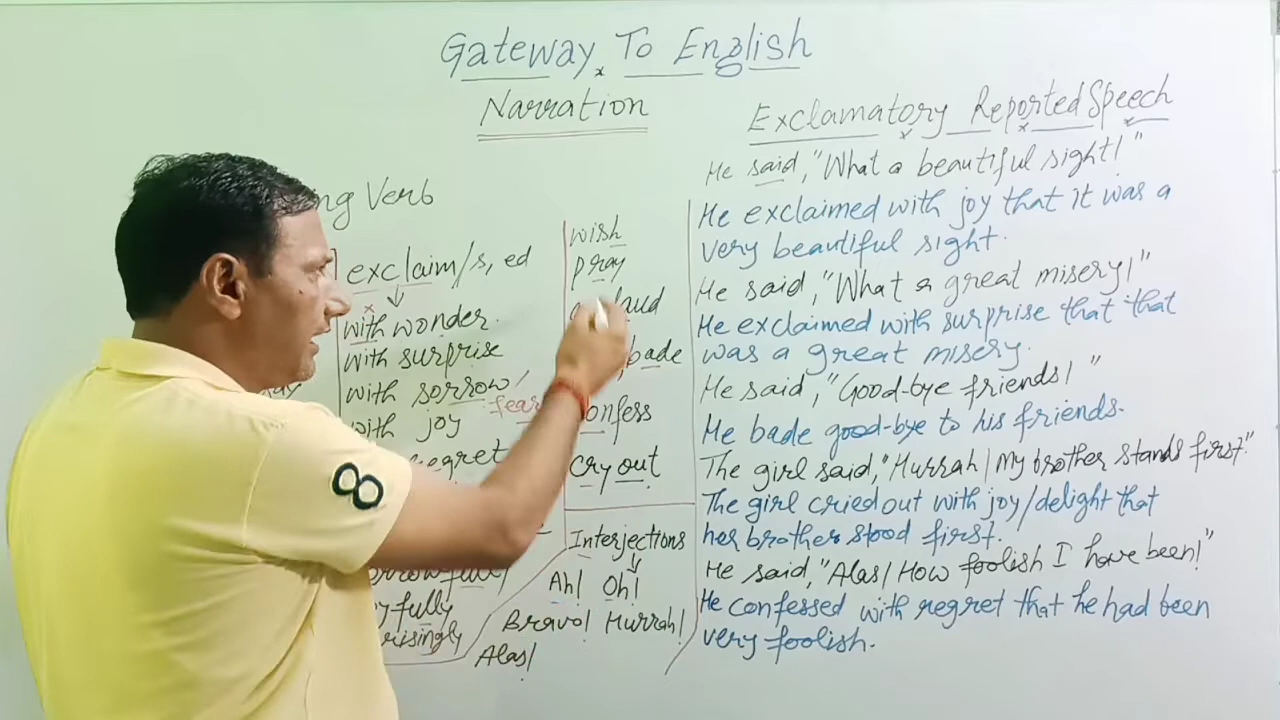 Gateway To English
Narration
Exclamatory Reported Speech
Verb
exclaim/s, ed
with wonder.
with surprise
with sorrow/
fear
with joy
regret
wish
pray
bade
confess
cry out
Interjections
Ah! Oh!
Bravo! Hurrah!
Alas!
He said, "What a beautiful sight!"
He exclaimed with joy that it was a
very beautiful sight.
He said, "What a great misery!"
He exclaimed with surprise that that
was a great misery.
He said, "Good-bye friends!"
He bade good-bye to his friends.
The girl said, "Hurrah! My brother stands first."
The girl cried out with joy/delight that
her brother stood first.
He said, "Alas! How foolish I have been!"
He confessed with regret that he had been
very foolish.
8